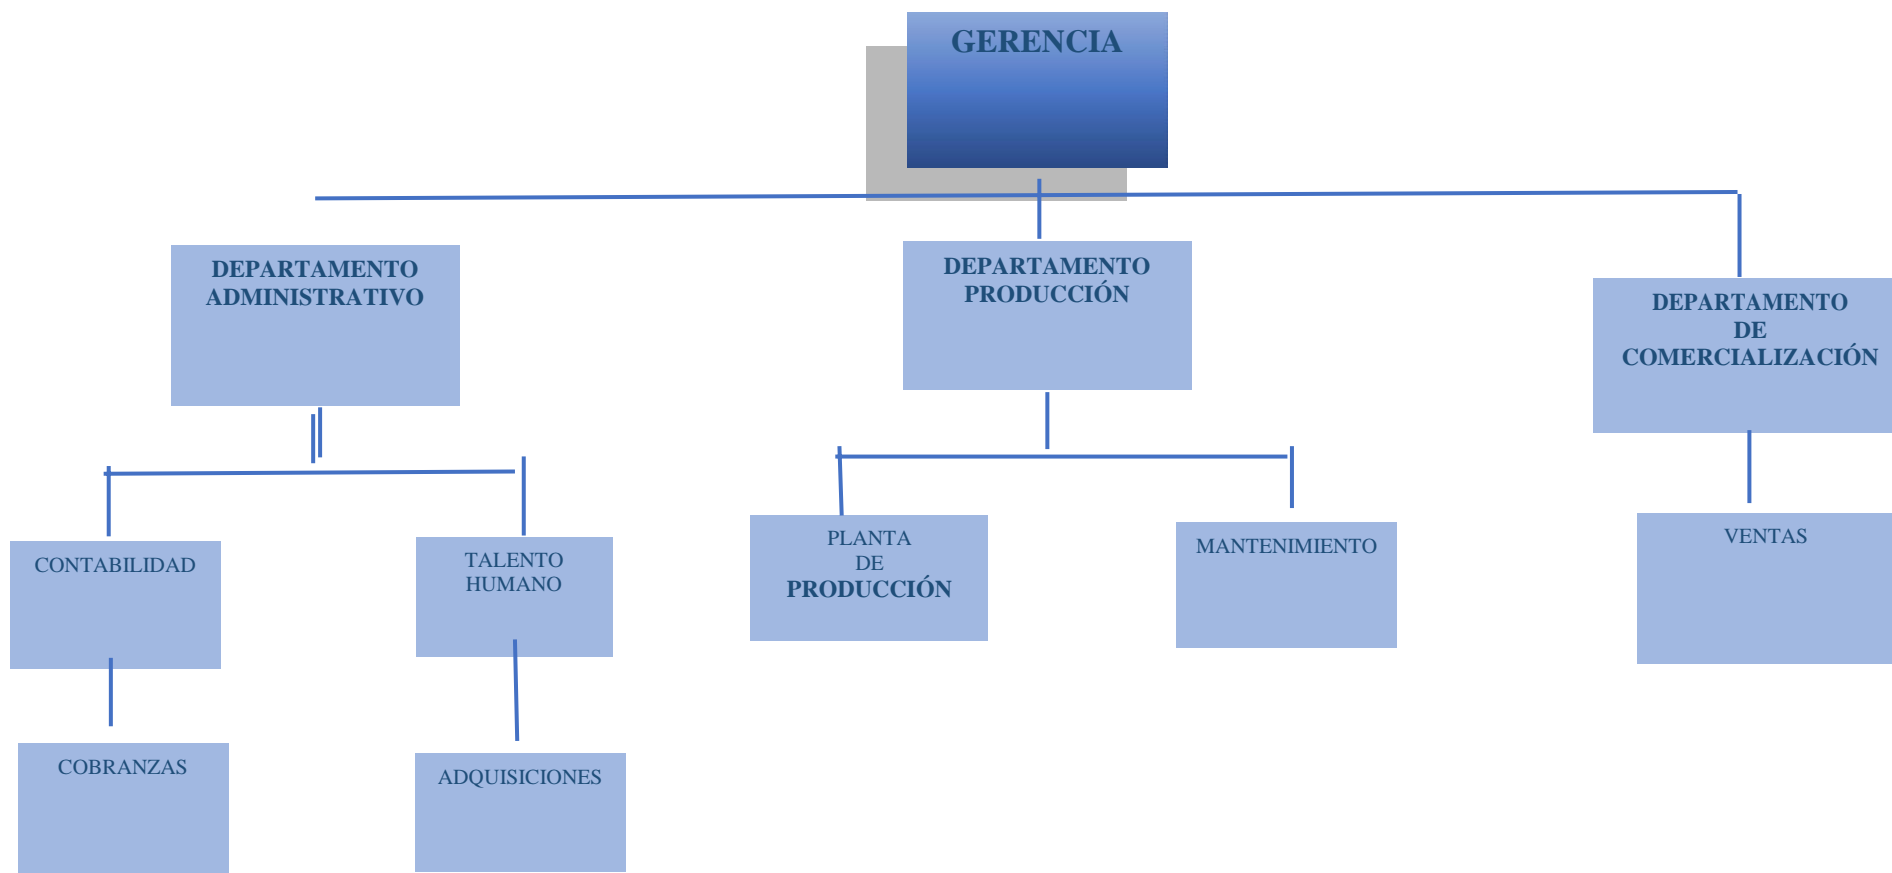 GERENCIA
DEPARTAMENTO
ADMINISTRATIVO
DEPARTAMENTO
PRODUCCIÓN
DEPARTAMENTO
DE
COMERCIALIZACIÓN
CONTABILIDAD
TALENTO
HUMANO
PLANTA
DE
PRODUCCIÓN
MANTENIMIENTO
VENTAS
COBRANZAS
ADQUISICIONES